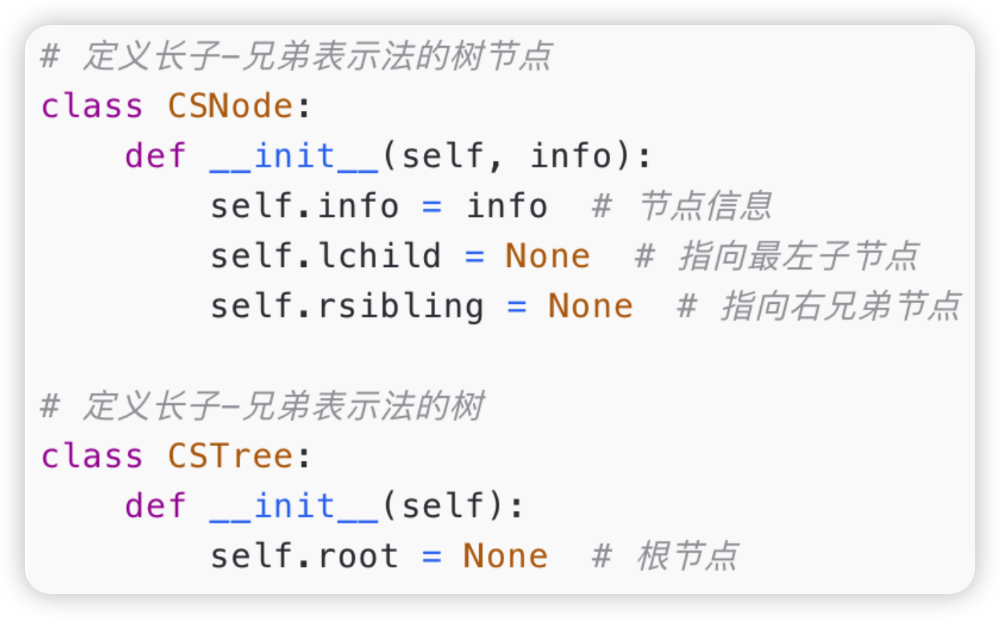 # 定义长子-兄弟表示法的树节点
class CSNode:
    def __init__(self, info):
        self.info = info  # 节点信息
        self.lchild = None  # 指向最左子节点
        self.rsibling = None  # 指向右兄弟节点
# 定义长子-兄弟表示法的树
class CSTree:
    def __init__(self):
        self.root = None  # 根节点